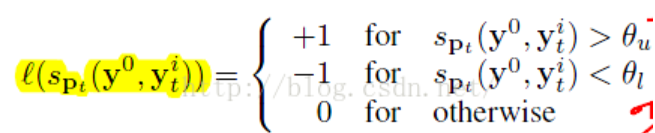 +1 for s_{p_t}(y^0, y_t^i) > θ_u
ℓ(s_{p_t}(y^0, y_t^i)) = { −1 for s_{p_t}(y^0, y_t^i) < θ_l
0 for otherwise
http://blog.csdn.net/